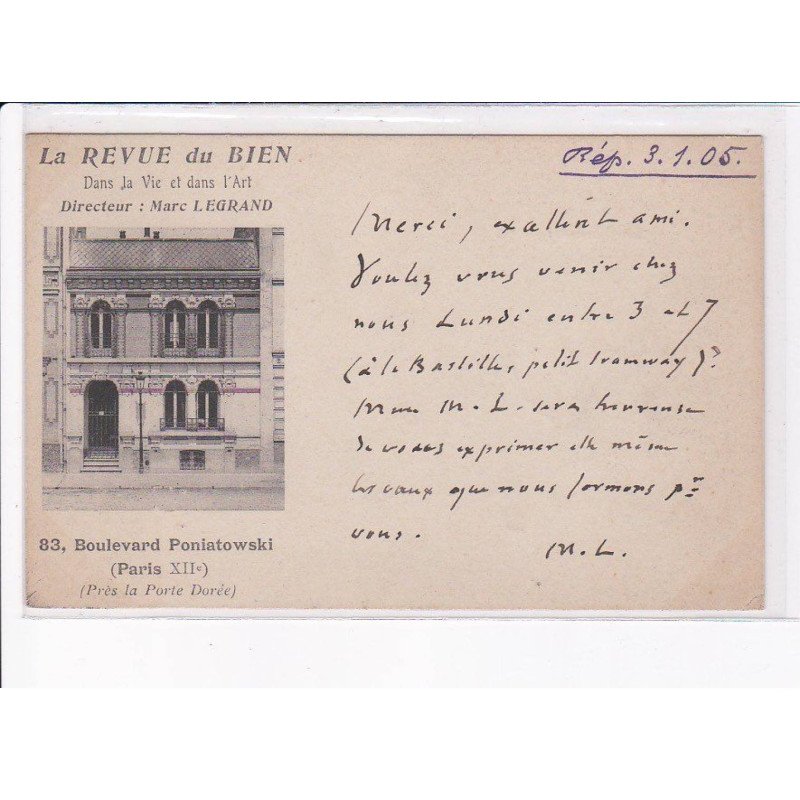 La REVUE du BIEN
Dans la Vie et dans l'Art
Directeur : Marc LEGRAND
83, Boulevard Poniatowski
(Paris XIIe)
(Près la Porte Dorée)
Rép. 3.1.05.
Merci, excellent ami.
Voulez vous venir chez
nous Lundi entre 3 et 7
(à la Bastille, petit tramway)?
Mme M. L. sera heureuse
de vous exprimer elle même
les vœux que nous formons pr
vous.
M. L.